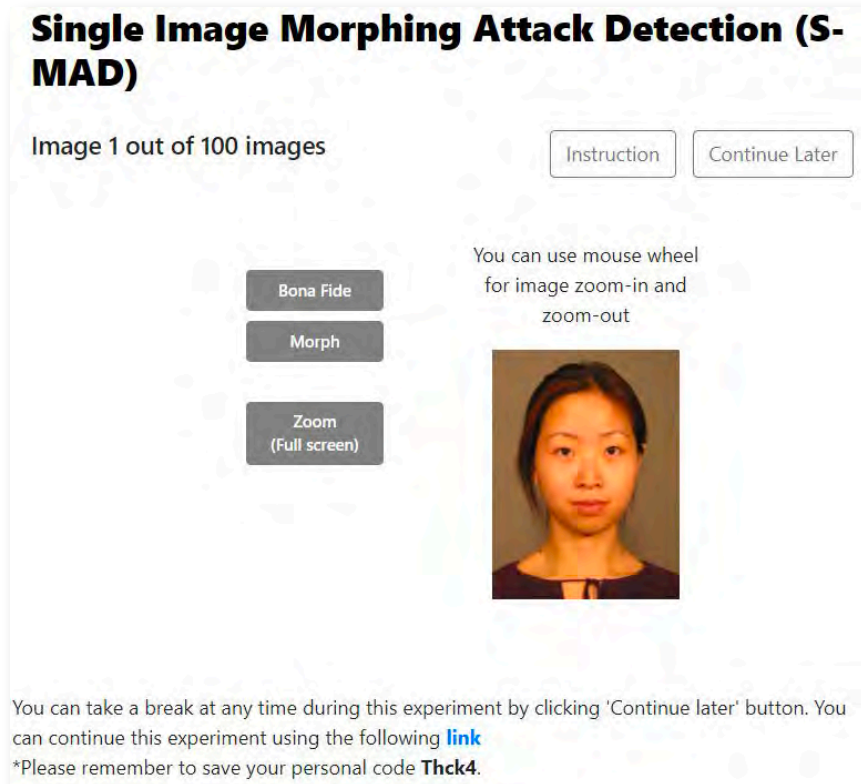 Single Image Morphing Attack Detection (S-
MAD)
Image 1 out of 100 images
Instruction
Continue Later
You can use mouse wheel
for image zoom-in and
zoom-out
Bona Fide
Morph
Zoom
(Full screen)
You can take a break at any time during this experiment by clicking 'Continue later' button. You
can continue this experiment using the following link
*Please remember to save your personal code Thck4.